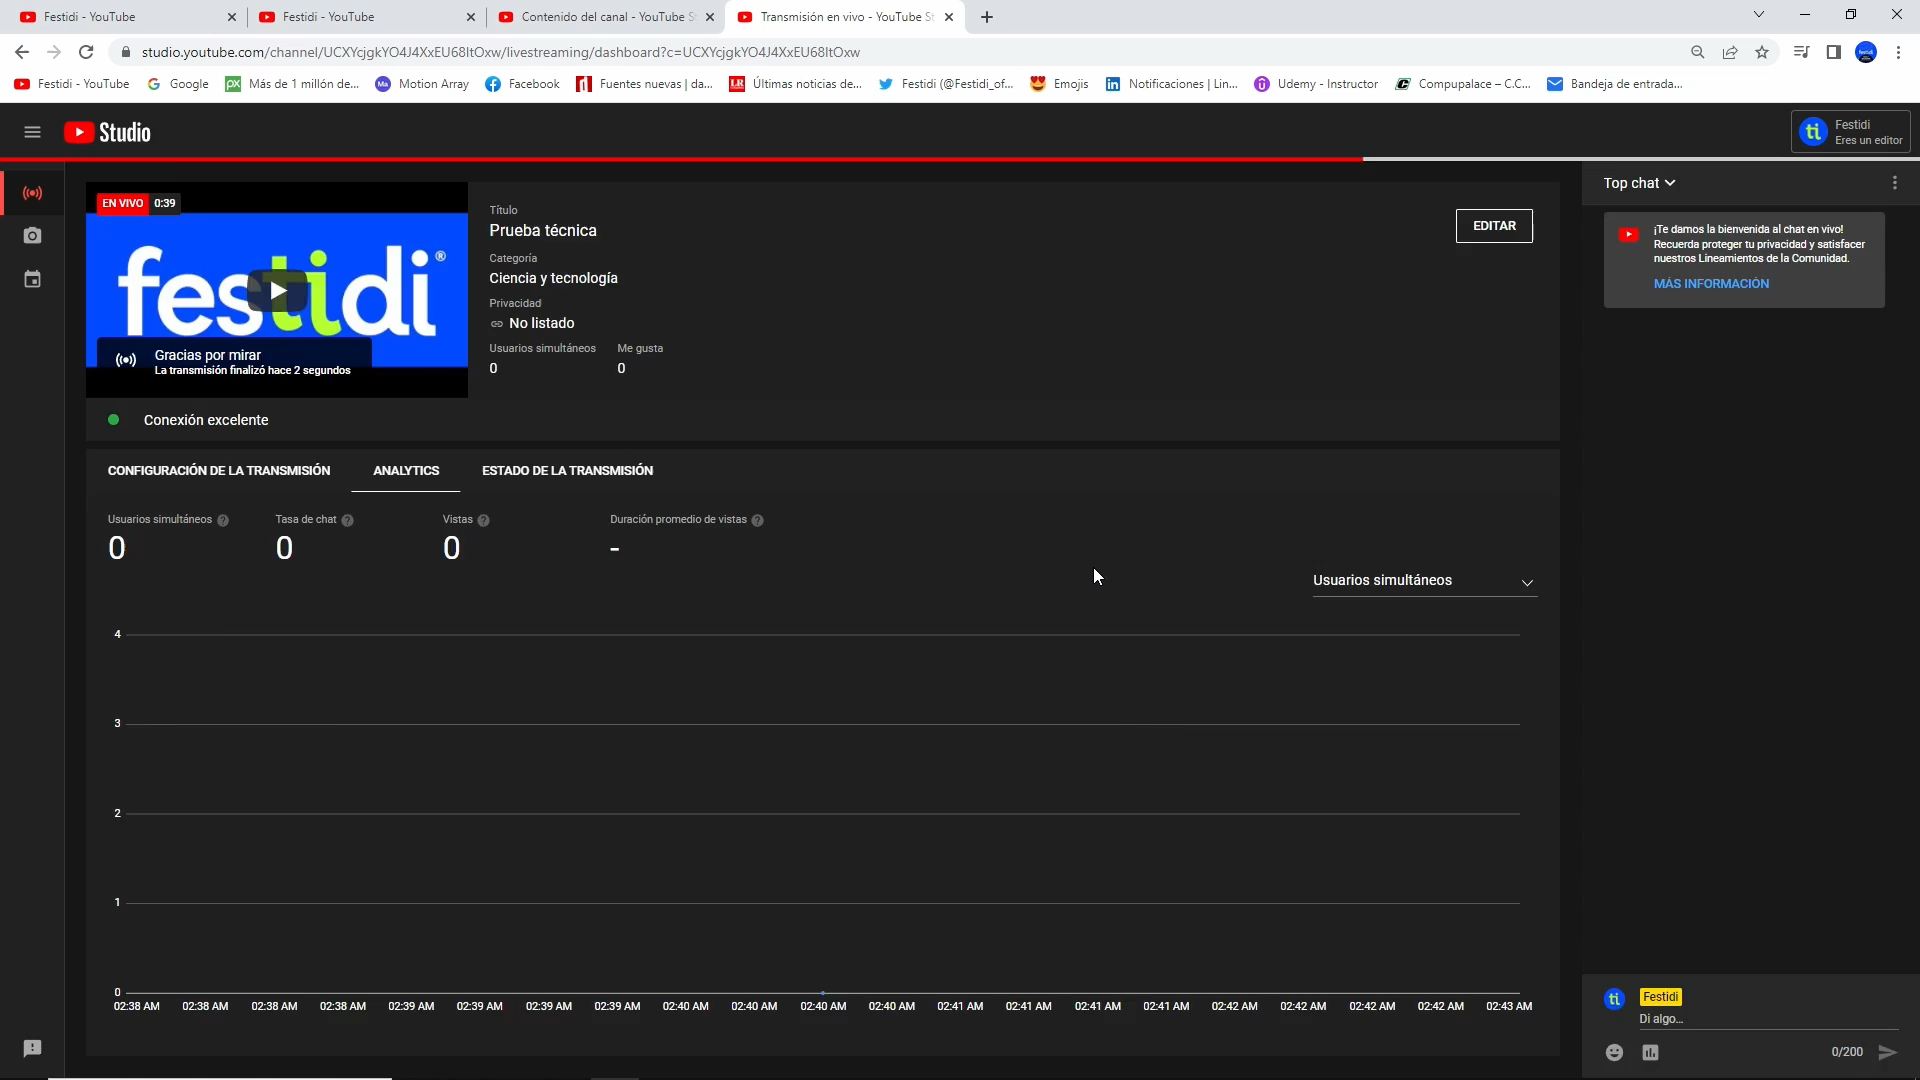 Festidi - YouTube
Festidi - YouTube
Contenido del canal - YouTube S
Transmisión en vivo - YouTube St
studio.youtube.com/channel/UCXYcjgkYO4J4XxEU68ItOxw/livestreaming/dashboard?c=UCXYcjgkYO4J4XxEU68ItOxw
Festidi - YouTube
Google
Más de 1 millón de...
Motion Array
Facebook
Fuentes nuevas | da...
Últimas noticias de...
Festidi (@Festidi_of...
Emojis
Notificaciones | Lin...
Udemy - Instructor
Compupalace – C.C...
Bandeja de entrada...
Studio
ti
Festidi
Eres un editor
EN VIVO 0:39
festidi®
Gracias por mirar
La transmisión finalizó hace 2 segundos
Título
Prueba técnica
Categoría
Ciencia y tecnología
Privacidad
No listado
Usuarios simultáneos Me gusta
0 0
EDITAR
Conexión excelente
CONFIGURACIÓN DE LA TRANSMISIÓN ANALYTICS ESTADO DE LA TRANSMISIÓN
Usuarios simultáneos Tasa de chat Vistas Duración promedio de vistas
0 0 0 -
Usuarios simultáneos
4
3
2
1
0
02:38 AM 02:38 AM 02:38 AM 02:38 AM 02:39 AM 02:39 AM 02:39 AM 02:39 AM 02:40 AM 02:40 AM 02:40 AM 02:40 AM 02:41 AM 02:41 AM 02:41 AM 02:41 AM 02:42 AM 02:42 AM 02:42 AM 02:42 AM 02:43 AM
Top chat
¡Te damos la bienvenida al chat en vivo!
Recuerda proteger tu privacidad y satisfacer
nuestros Lineamientos de la Comunidad.
MÁS INFORMACIÓN
ti
Festidi
Di algo...
0/200